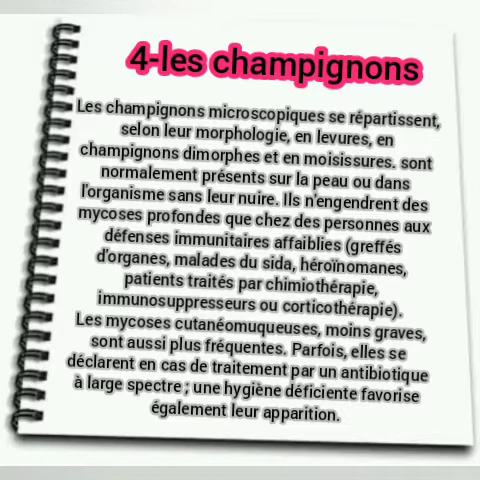 4-les champignons
Les champignons microscopiques se répartissent,
selon leur morphologie, en levures, en
champignons dimorphes et en moisissures. sont
normalement présents sur la peau ou dans
l'organisme sans leur nuire. Ils n'engendrent des
mycoses profondes que chez des personnes aux
défenses immunitaires affaiblies (greffés
d'organes, malades du sida, héroïnomanes,
patients traités par chimiothérapie,
immunosuppresseurs ou corticothérapie).
Les mycoses cutanéomuqueuses, moins graves,
sont aussi plus fréquentes. Parfois, elles se
déclarent en cas de traitement par un antibiotique
à large spectre ; une hygiène déficiente favorise
également leur apparition.